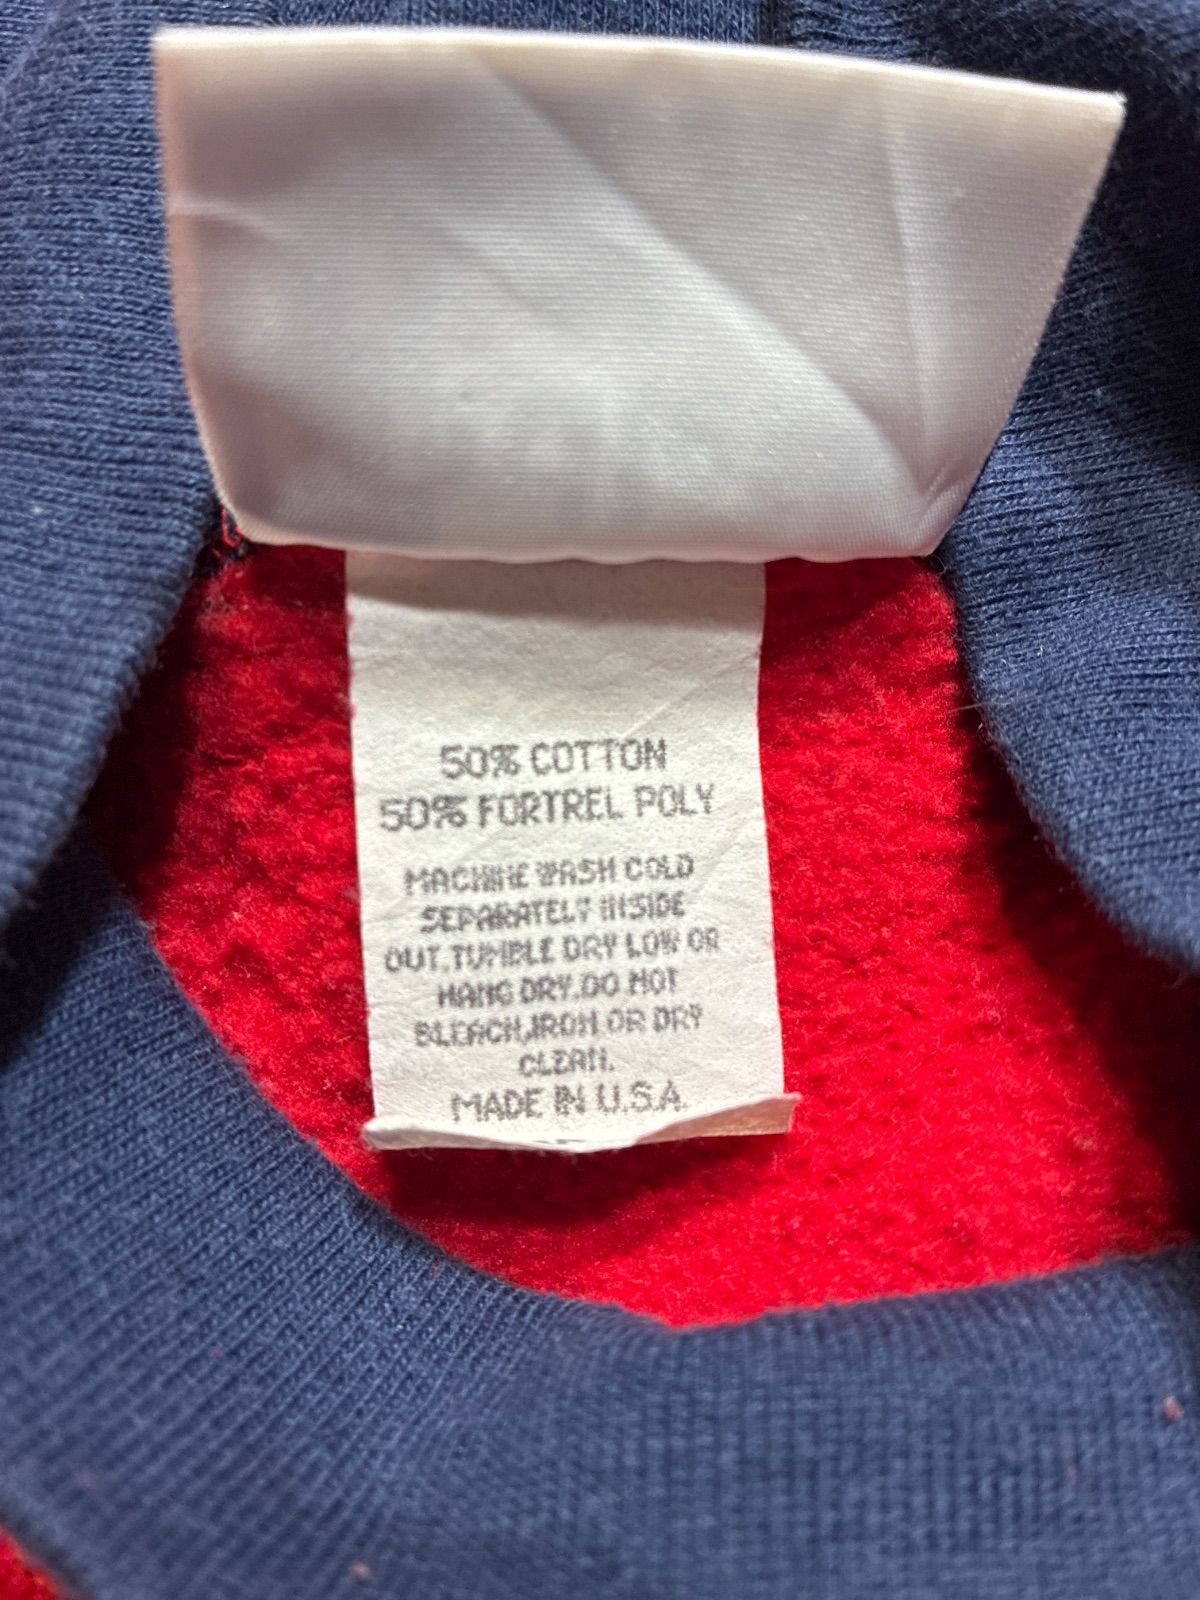 50% COTTON
50% FORTREL POLY
MACHINE WASH COLD
SEPARATELY INSIDE
OUT.TUMBLE DRY LOW OR
HANG DRY.DO NOT
BLEACH,IRON OR DRY
CLEAN.
MADE IN U.S.A.